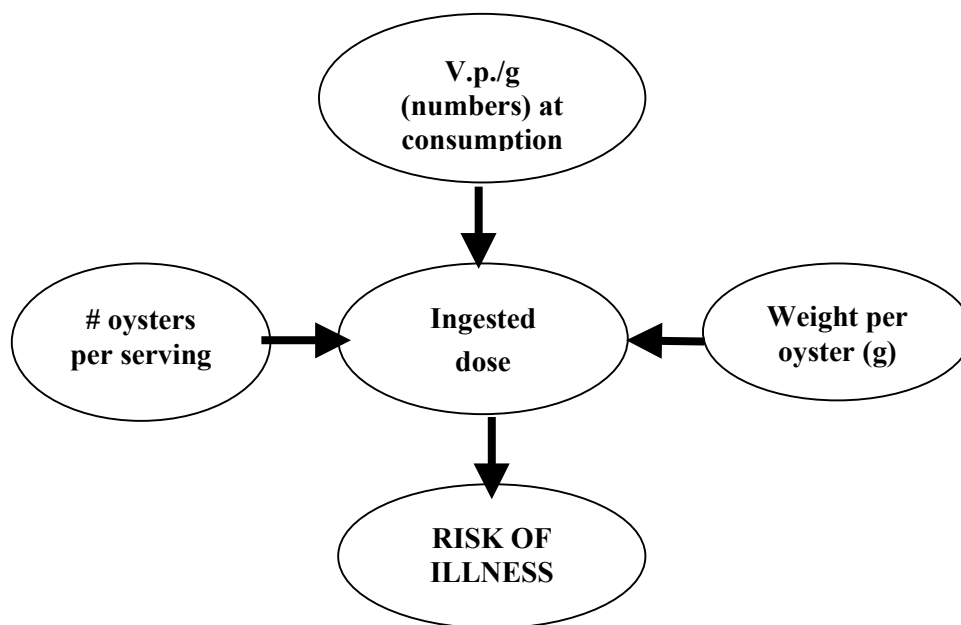 V.p./g
(numbers) at
consumption
# oysters
per serving
Ingested
dose
Weight per
oyster (g)
RISK OF
ILLNESS